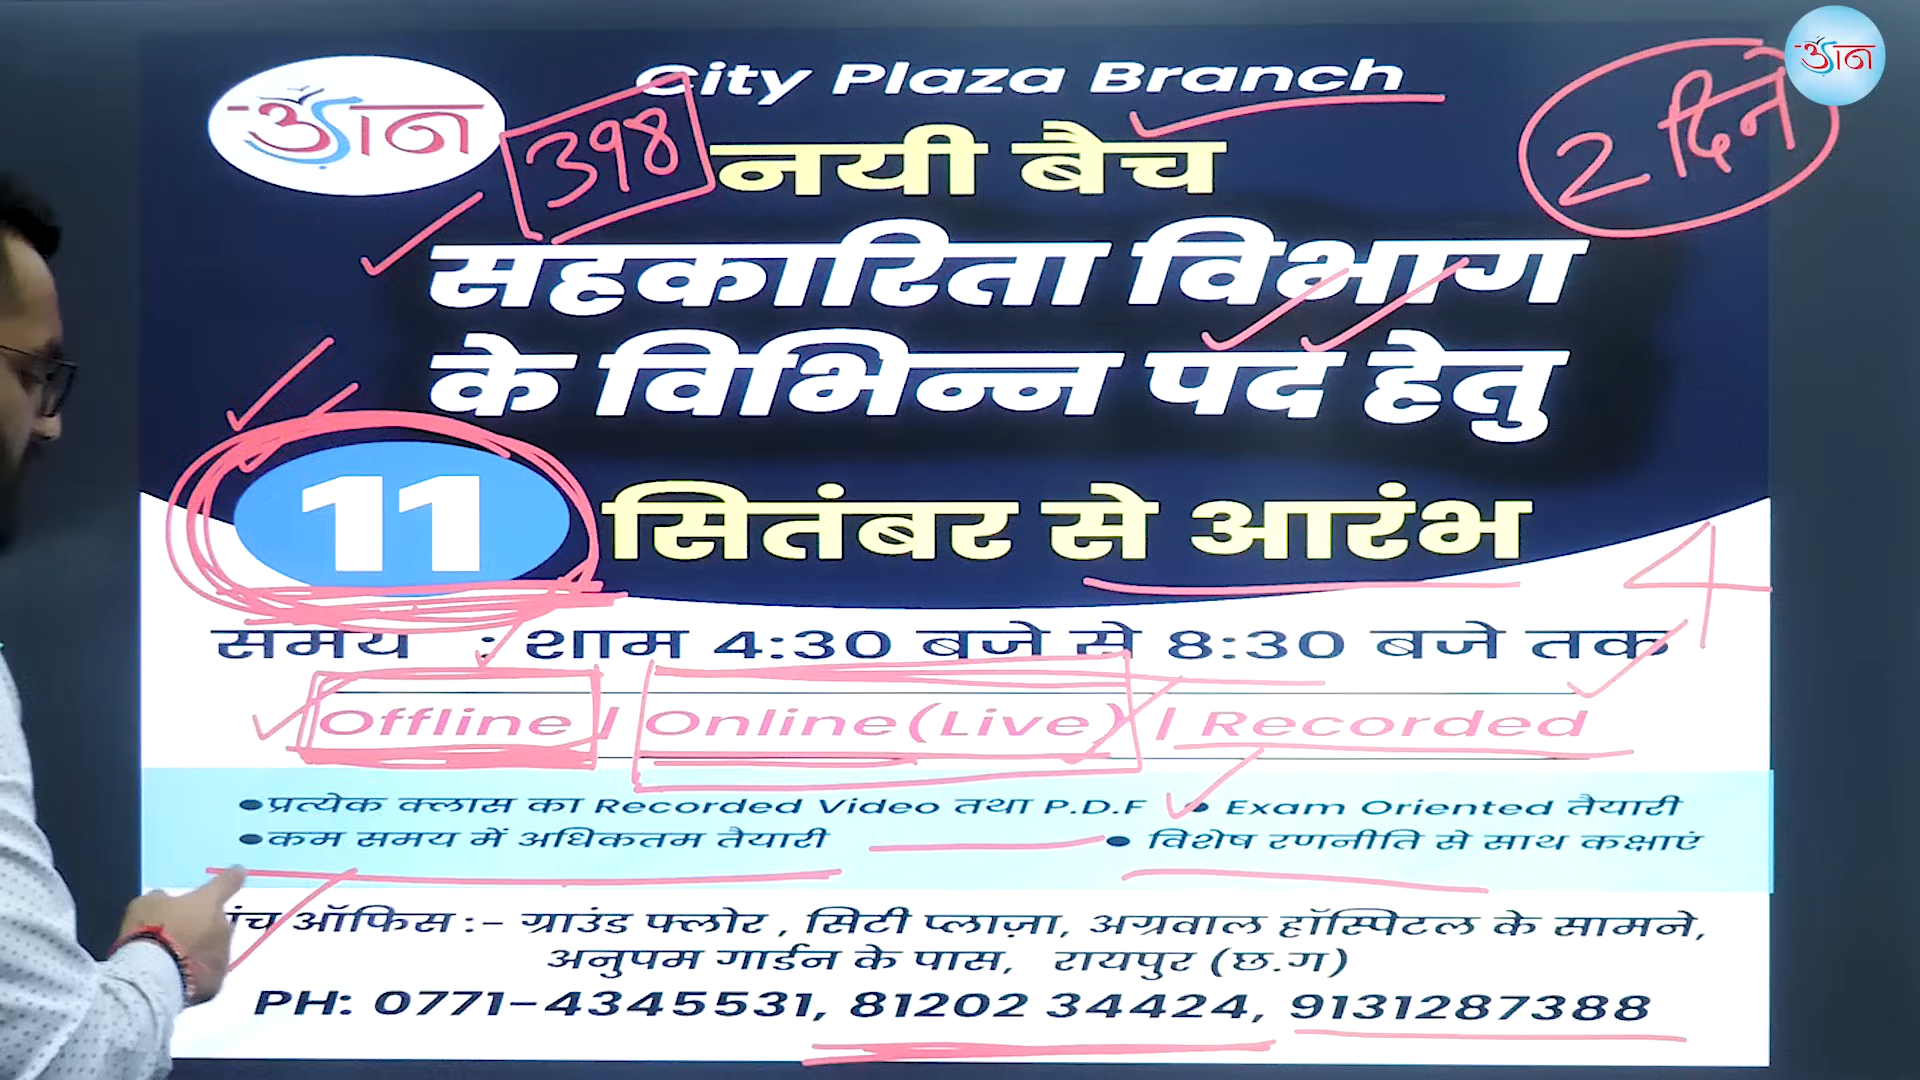 City Plaza Branch
उड़ान
उड़ान
398
2 दिन
नयी बैच
सहकारिता विभाग
के विभिन्न पद हेतु
11 सितंबर से आरंभ
4
समय : शाम 4:30 बजे से 8:30 बजे तक
Offline | Online(Live) | Recorded
•प्रत्येक क्लास का Recorded Video तथा P.D.F • Exam Oriented तैयारी
•कम समय में अधिकतम तैयारी • विशेष रणनीति से साथ कक्षाएं
ऑफिस :- ग्राउंड फ्लोर , सिटी प्लाज़ा, अग्रवाल हॉस्पिटल के सामने,
अनुपम गार्डन के पास, रायपुर (छ.ग)
PH: 0771-4345531, 81202 34424, 9131287388